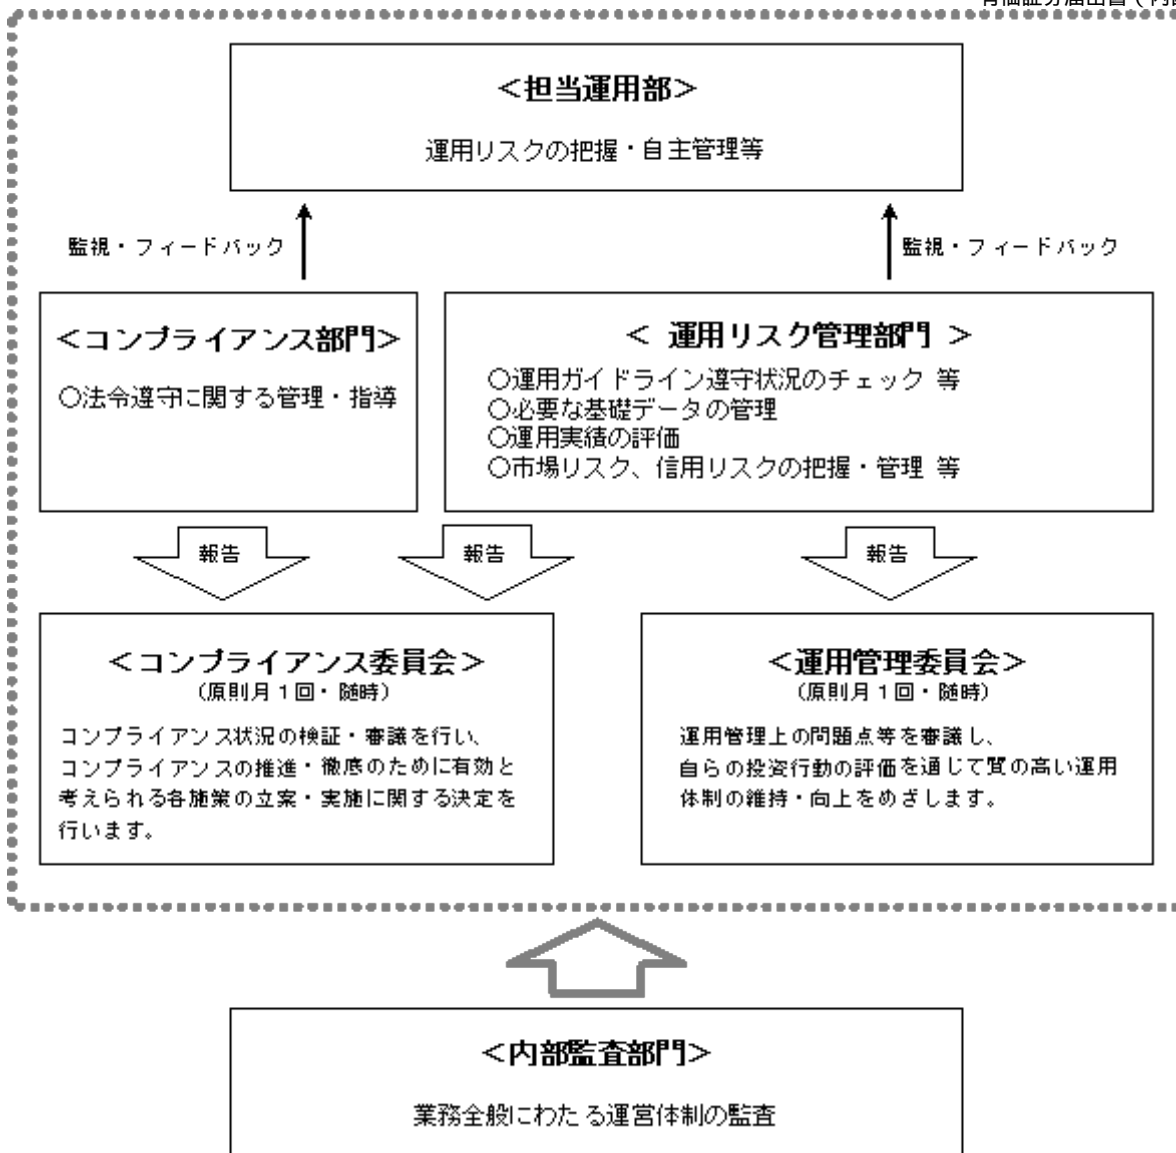 ＜担当運用部＞
運用リスクの把握・自主管理等
監視・フィードバック
監視・フィードバック
＜コンプライアンス部門＞
○法令遵守に関する管理・指導
＜ 運用リスク管理部門 ＞
○運用ガイドライン遵守状況のチェック 等
○必要な基礎データの管理
○運用実績の評価
○市場リスク、信用リスクの把握・管理 等
報告
報告
報告
＜コンプライアンス委員会＞
（原則月１回・随時）
コンプライアンス状況の検証・審議を行い、
コンプライアンスの推進・徹底のために有効と
考えられる各施策の立案・実施に関する決定を
行います。
＜運用管理委員会＞
（原則月１回・随時）
運用管理上の問題点等を審議し、
自らの投資行動の評価を通じて質の高い運用
体制の維持・向上をめざします。
＜内部監査部門＞
業務全般にわたる運営体制の監査